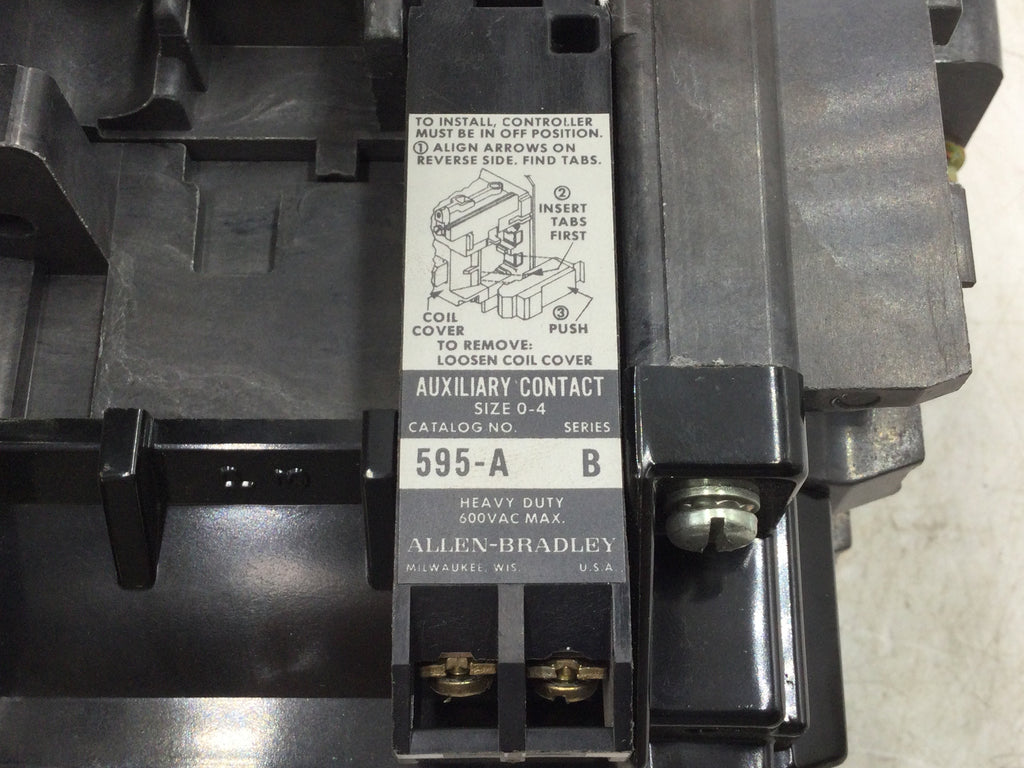 TO INSTALL, CONTROLLER
MUST BE IN OFF POSITION.
① ALIGN ARROWS ON
REVERSE SIDE. FIND TABS.
②
INSERT
TABS
FIRST
③
PUSH
COIL
COVER
TO REMOVE:
LOOSEN COIL COVER
AUXILIARY CONTACT
SIZE 0-4
CATALOG NO. SERIES
595-A B
HEAVY DUTY
600VAC MAX.
ALLEN-BRADLEY
MILWAUKEE, WIS. U.S.A.